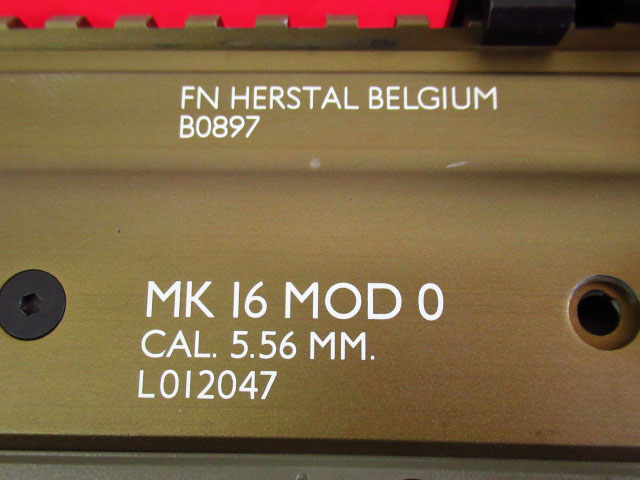 FN HERSTAL BELGIUM
B0897
MK 16 MOD 0
CAL. 5.56 MM.
L012047